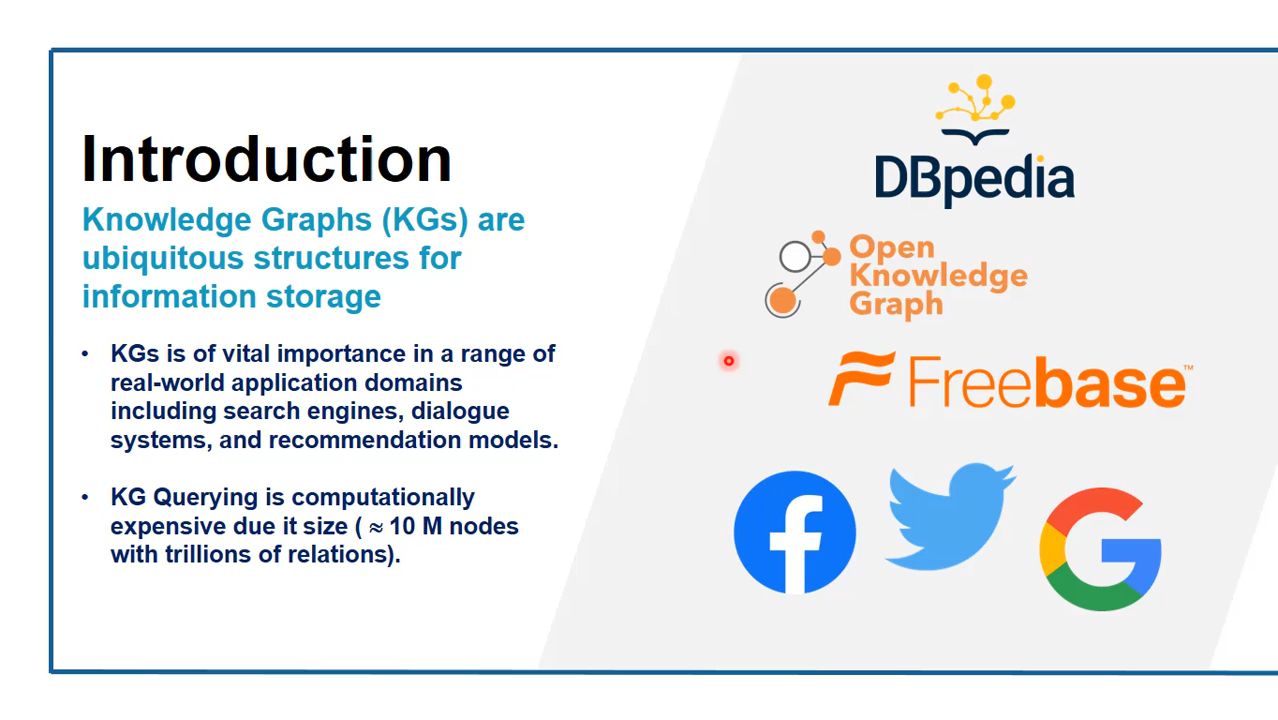 Introduction
Knowledge Graphs (KGs) are
ubiquitous structures for
information storage
• KGs is of vital importance in a range of
real-world application domains
including search engines, dialogue
systems, and recommendation models.
• KG Querying is computationally
expensive due it size ( ≈ 10 M nodes
with trillions of relations).
DBpedia
Open
Knowledge
Graph
Freebase™